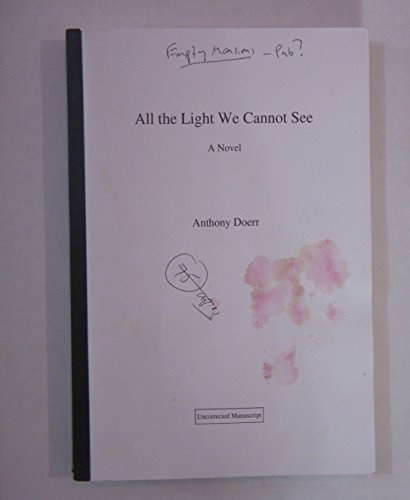 Empty Mansions – Pub?
All the Light We Cannot See
A Novel
Anthony Doerr
Uncorrected Manuscript